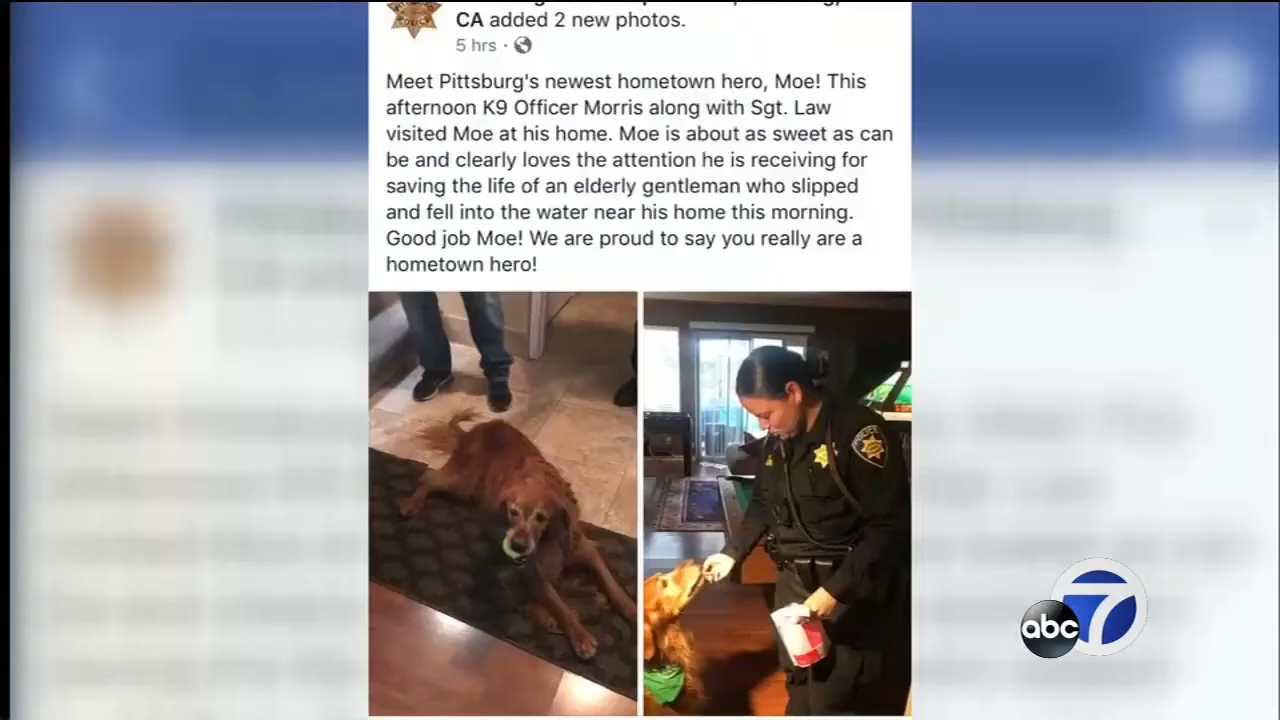 CA added 2 new photos.
5 hrs ·
Meet Pittsburg's newest hometown hero, Moe! This
afternoon K9 Officer Morris along with Sgt. Law
visited Moe at his home. Moe is about as sweet as can
be and clearly loves the attention he is receiving for
saving the life of an elderly gentleman who slipped
and fell into the water near his home this morning.
Good job Moe! We are proud to say you really are a
hometown hero!
POLICE
abc 7